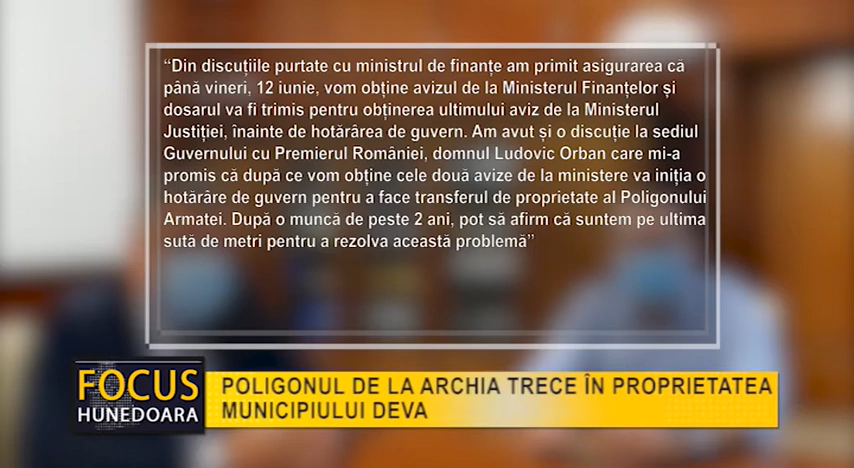 “Din discuțiile purtate cu ministrul de finanțe am primit asigurarea că
până vineri, 12 iunie, vom obține avizul de la Ministerul Finanțelor și
dosarul va fi trimis pentru obținerea ultimului aviz de la Ministerul
Justiției, înainte de hotărârea de guvern. Am avut și o discuție la sediul
Guvernului cu Premierul României, domnul Ludovic Orban care mi-a
promis că după ce vom obține cele două avize de la ministere va iniția o
hotărâre de guvern pentru a face transferul de proprietate al Poligonului
Armatei. După o muncă de peste 2 ani, pot să afirm că suntem pe ultima
sută de metri pentru a rezolva această problemă”
FOCUS
HUNEDOARA
POLIGONUL DE LA ARCHIA TRECE ÎN PROPRIETATEA
MUNICIPIULUI DEVA